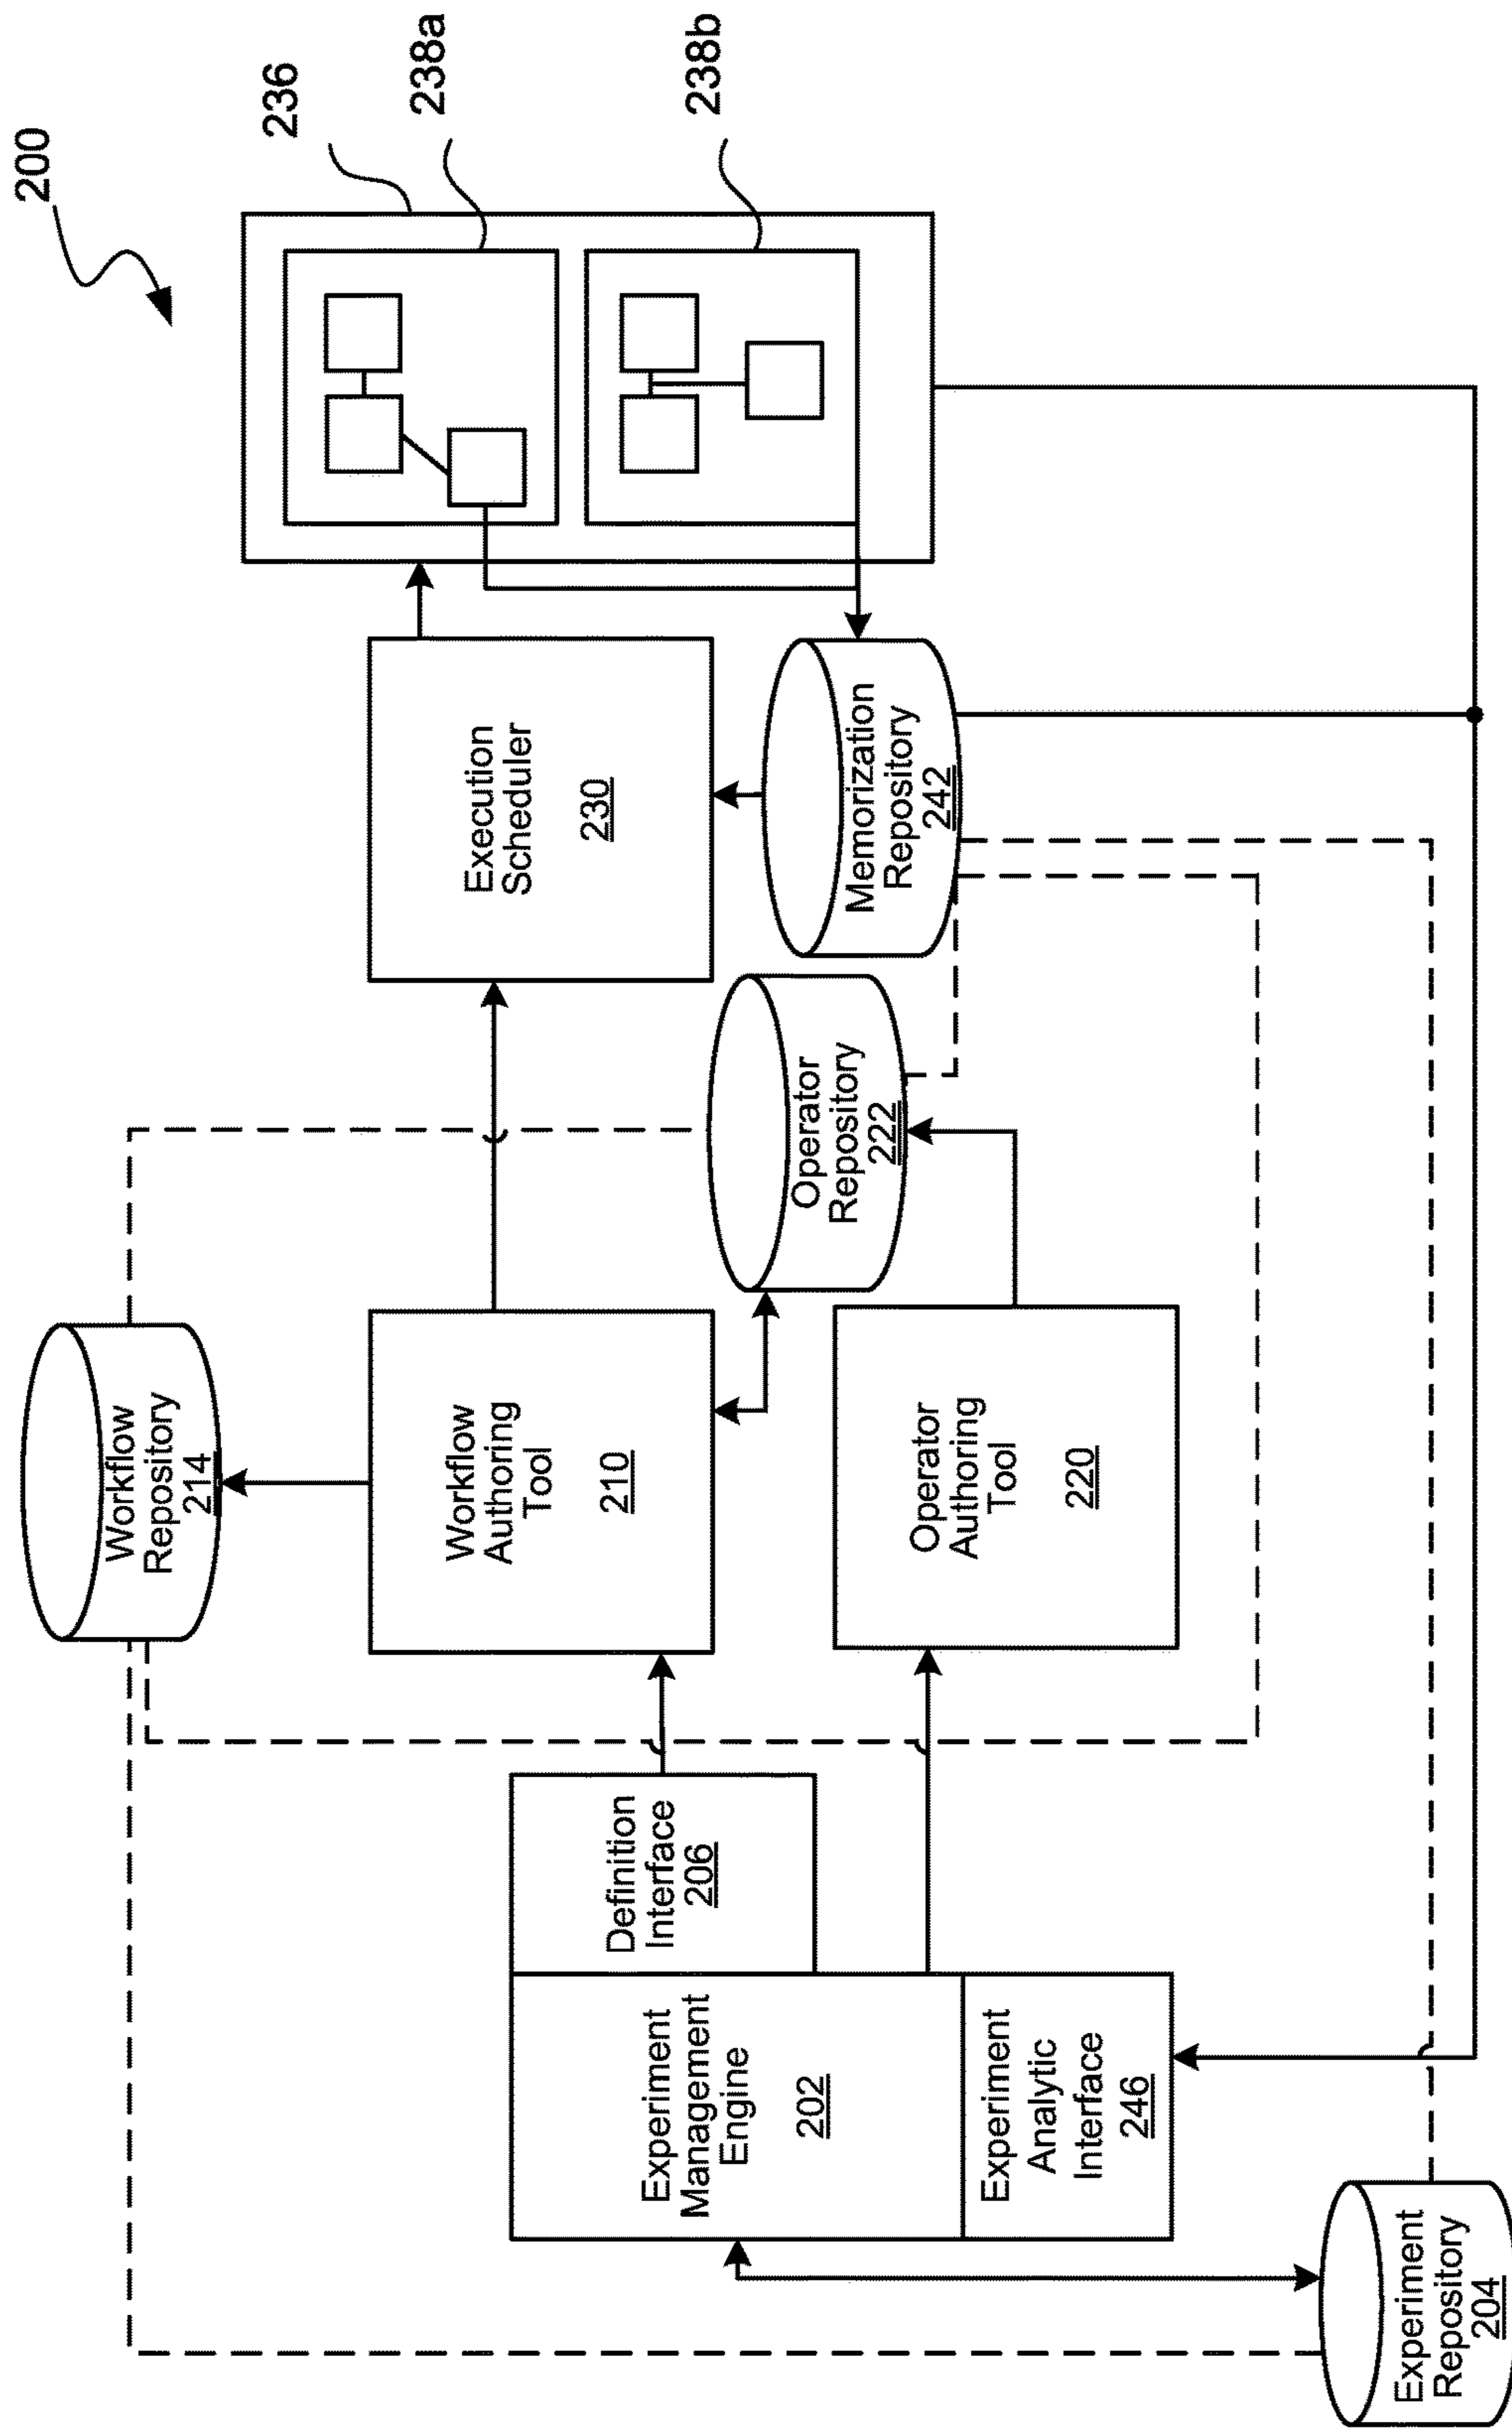 200
236
238a
238b
Workflow
Repository
214
Workflow
Authoring
Tool
210
Execution
Scheduler
230
Definition
Interface
206
Operator
Repository
222
Memorization
Repository
242
Experiment
Management
Engine
202
Operator
Authoring
Tool
220
Experiment
Analytic
Interface
246
Experiment
Repository
204